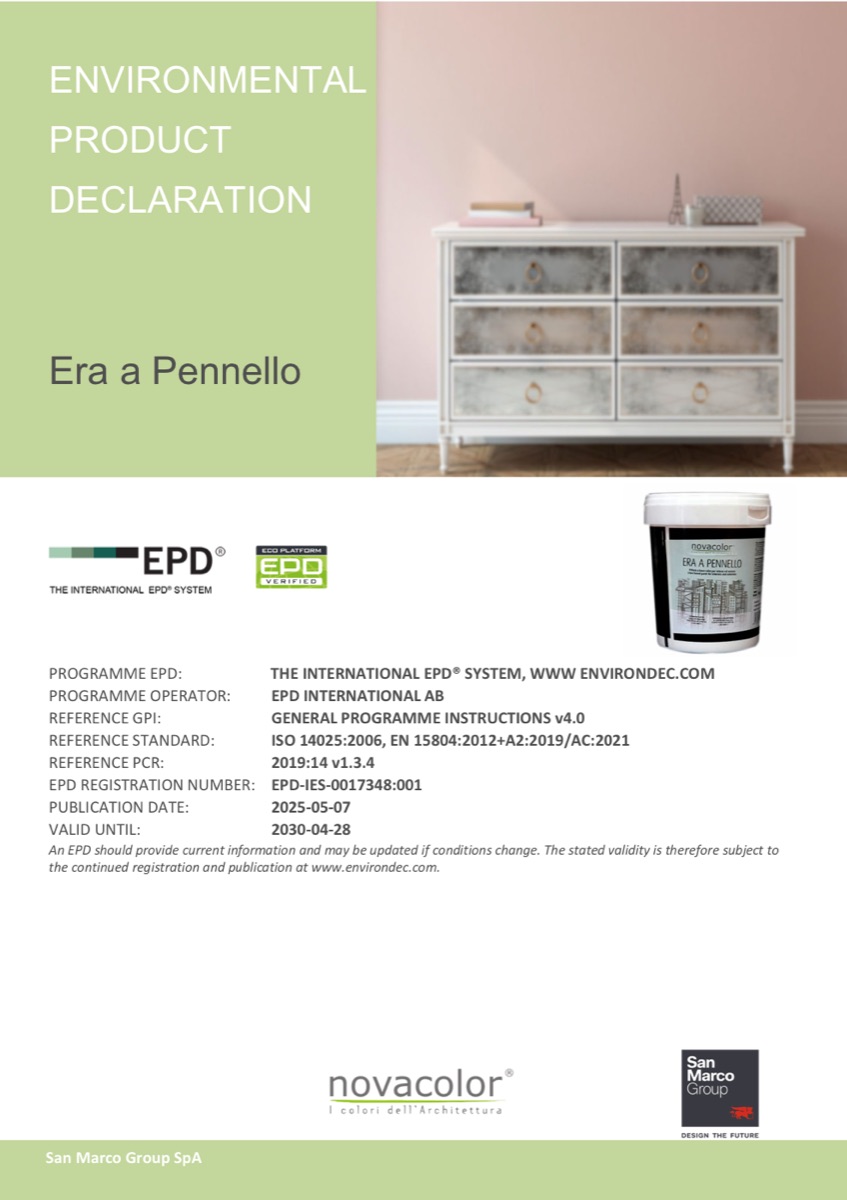 ENVIRONMENTAL
PRODUCT
DECLARATION
Era a Pennello
EPD®
THE INTERNATIONAL EPD® SYSTEM
ECO PLATFORM
EPD
VERIFIED
novacolor
ERA A PENNELLO
PROGRAMME EPD: THE INTERNATIONAL EPD® SYSTEM, WWW ENVIRONDEC.COM
PROGRAMME OPERATOR: EPD INTERNATIONAL AB
REFERENCE GPI: GENERAL PROGRAMME INSTRUCTIONS v4.0
REFERENCE STANDARD: ISO 14025:2006, EN 15804:2012+A2:2019/AC:2021
REFERENCE PCR: 2019:14 v1.3.4
EPD REGISTRATION NUMBER: EPD-IES-0017348:001
PUBLICATION DATE: 2025-05-07
VALID UNTIL: 2030-04-28
An EPD should provide current information and may be updated if conditions change. The stated validity is therefore subject to
the continued registration and publication at www.environdec.com.
novacolor®
I colori dell'Architettura
San
Marco
Group
DESIGN THE FUTURE
San Marco Group SpA